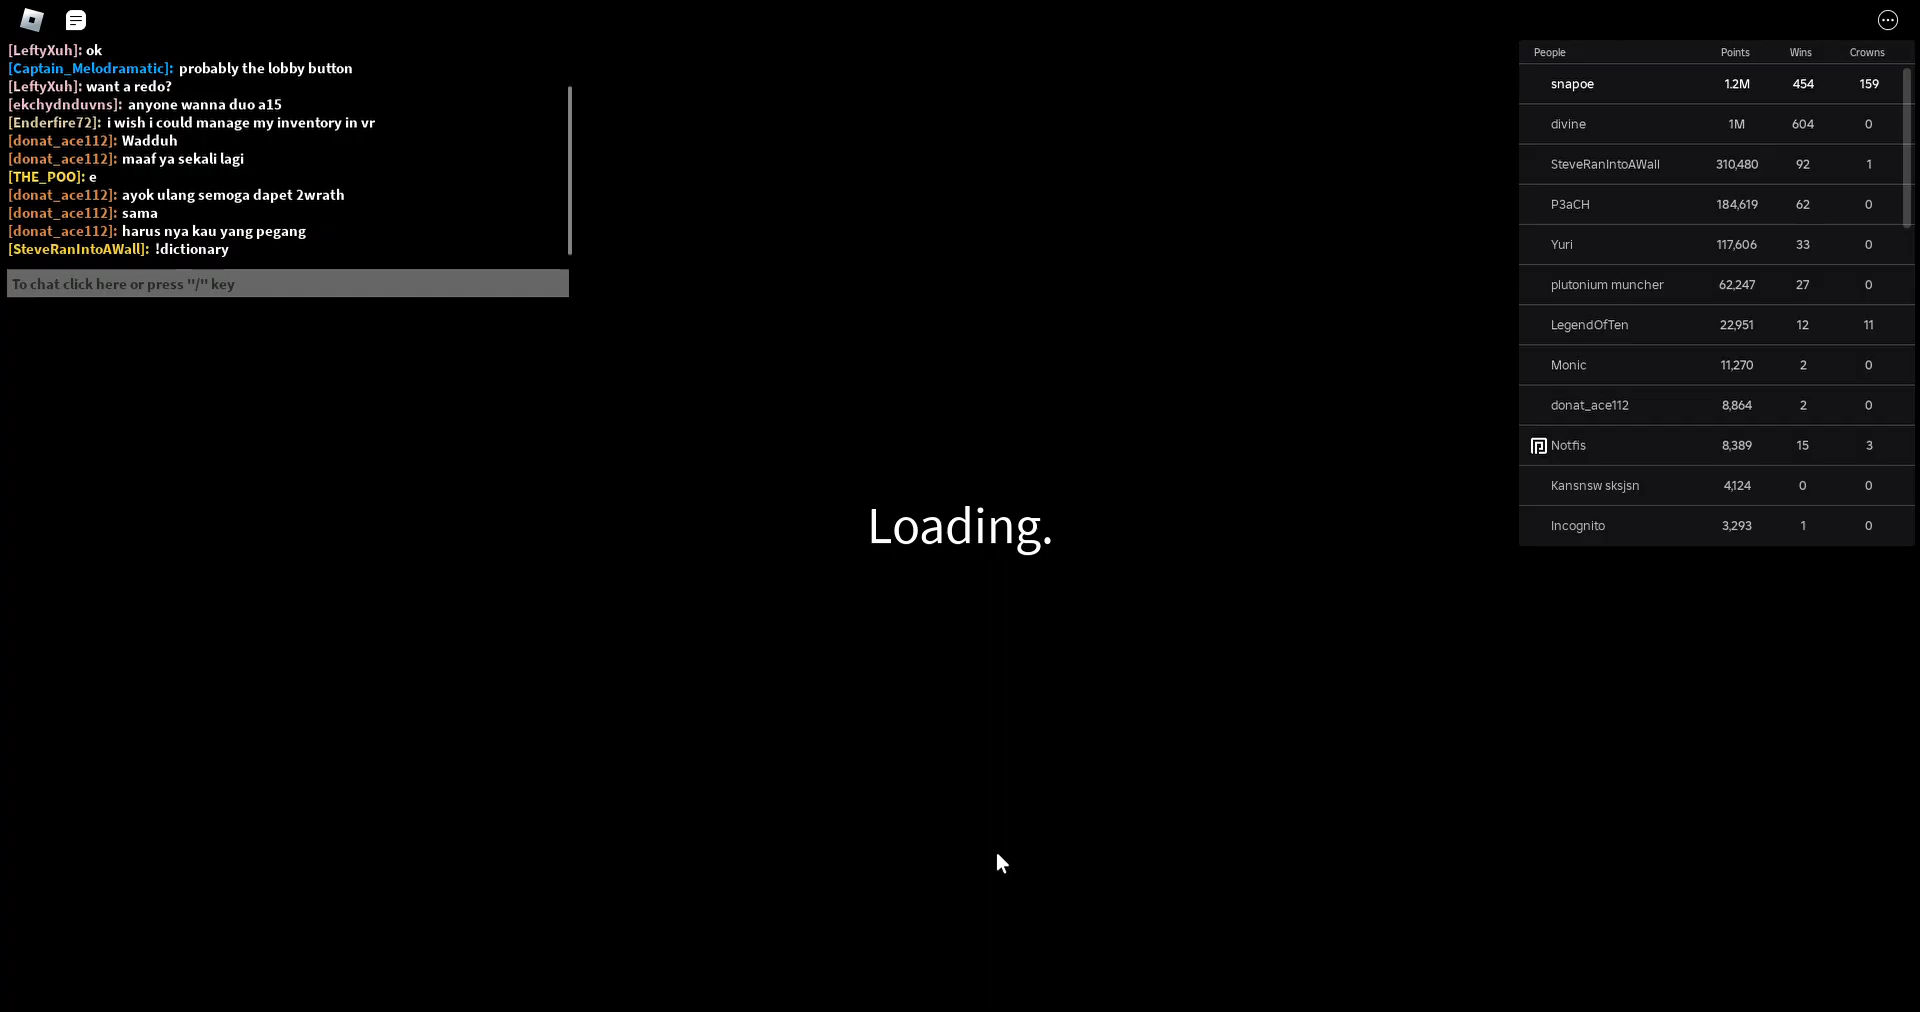 [LeftyXuh]: ok
[Captain_Melodramatic]: probably the lobby button
[LeftyXuh]: want a redo?
[ekchydnduvns]: anyone wanna duo a15
[Enderfire72]: i wish i could manage my inventory in vr
[donat_ace112]: Wadduh
[donat_ace112]: maaf ya sekali lagi
[THE_POO]: e
[donat_ace112]: ayok ulang semoga dapet 2wrath
[donat_ace112]: sama
[donat_ace112]: harus nya kau yang pegang
[SteveRanIntoAWall]: !dictionary
To chat click here or press "/" key
Loading.
People Points Wins Crowns
snapoe 1.2M 454 159
divine 1M 604 0
SteveRanIntoAWall 310,480 92 1
P3aCH 184,619 62 0
Yuri 117,606 33 0
plutonium muncher 62,247 27 0
LegendOfTen 22,951 12 11
Monic 11,270 2 0
donat_ace112 8,864 2 0
Notfis 8,389 15 3
Kansnsw sksjsn 4,124 0 0
Incognito 3,293 1 0